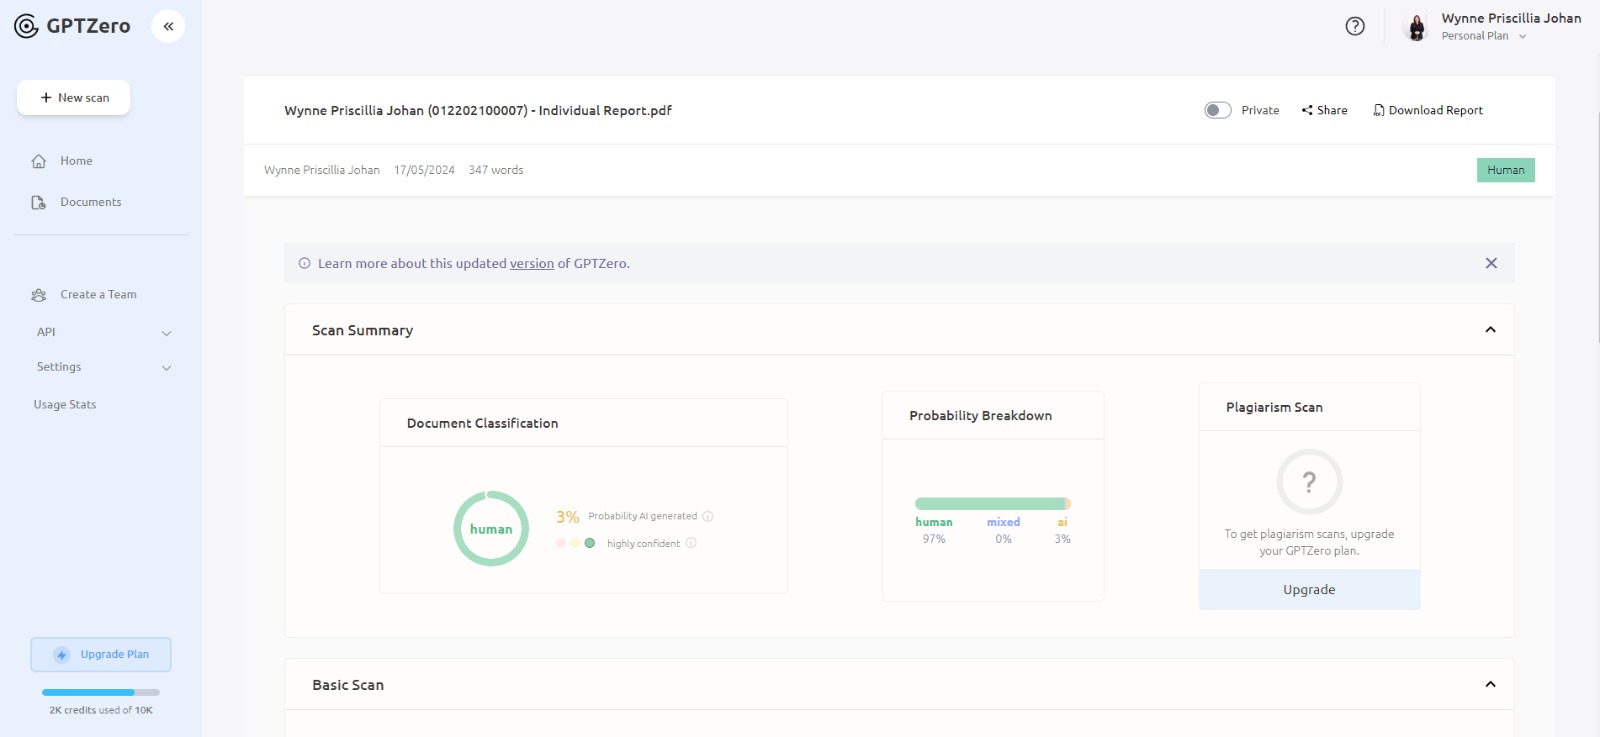 GPTZero
«
Wynne Priscillia Johan
Personal Plan
+ New scan
Home
Documents
Create a Team
API
Settings
Usage Stats
Upgrade Plan
2K credits used of 10K
Wynne Priscillia Johan (012202100007) - Individual Report.pdf
Private
Share
Download Report
Wynne Priscillia Johan 17/05/2024 347 words
Human
Learn more about this updated version of GPTZero.
Scan Summary
Document Classification
human
3% Probability AI generated
highly confident
Probability Breakdown
human mixed ai
97% 0% 3%
Plagiarism Scan
?
To get plagiarism scans, upgrade
your GPTZero plan.
Upgrade
Basic Scan